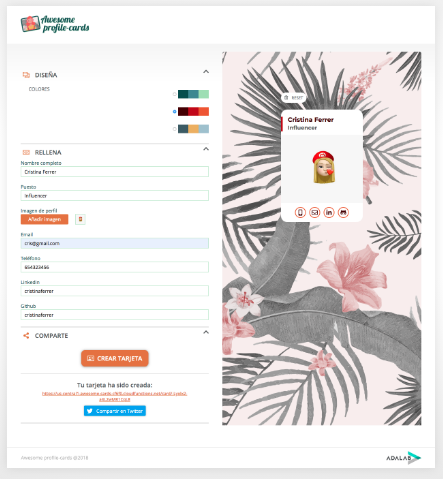 Awesome
profile-cards
DISEÑA
COLORES
RELLENA
Nombre completo
Cristina Ferrer
Puesto
Influencer
Imagen de perfil
Añadir imagen
Email
cris@gmail.com
Teléfono
654323456
Linkedin
cristinaferrer
Github
cristinaferrer
COMPARTE
CREAR TARJETA
Tu tarjeta ha sido creada:
Compartir en Twitter
RESET
Cristina Ferrer
Influencer
in
Awesome profile-cards ©2018
ADALAB